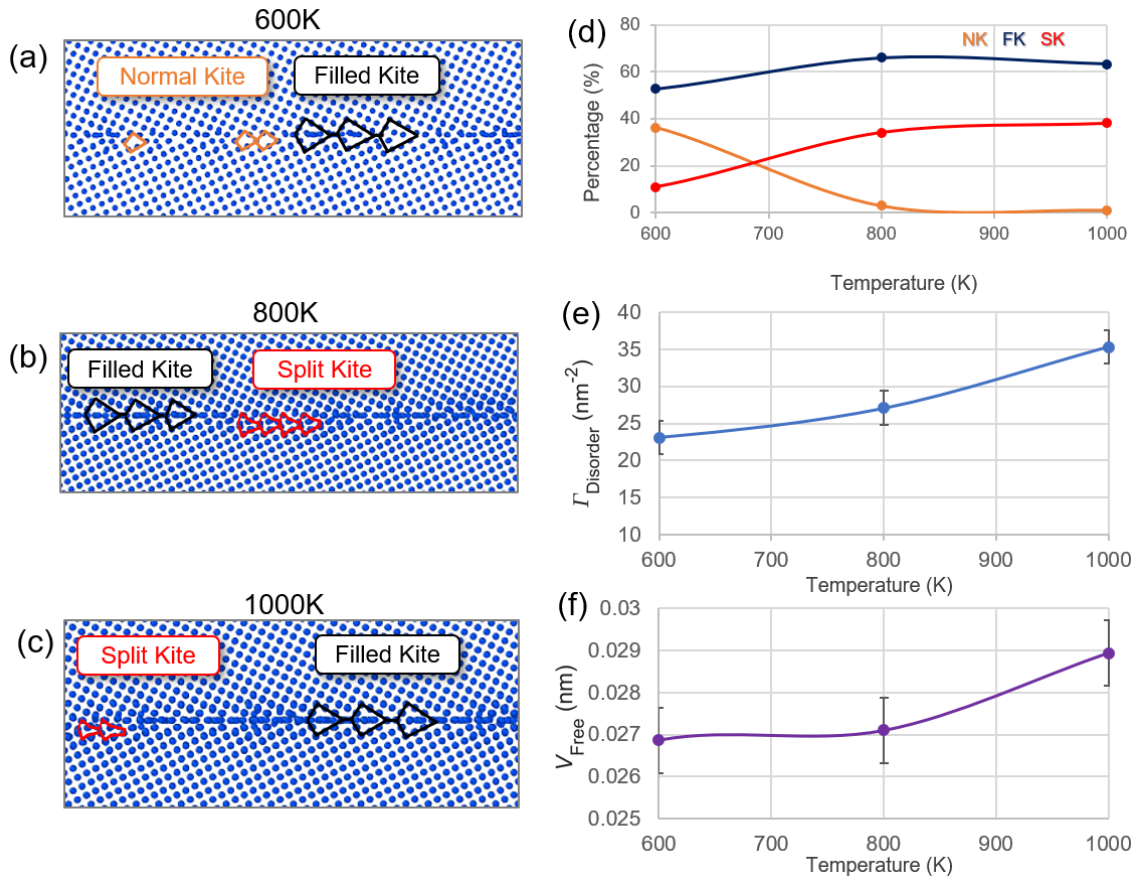 600K
(a)
Normal Kite
Filled Kite
800K
(b)
Filled Kite
Split Kite
1000K
(c)
Split Kite
Filled Kite
(d)
NK FK SK
Percentage (%)
80
60
40
20
0
600 700 800 900 1000
Temperature (K)
(e)
Γ Disorder (nm-2)
40
35
30
25
20
15
10
600 700 800 900 1000
Temperature (K)
(f)
V Free (nm)
0.03
0.029
0.028
0.027
0.026
0.025
600 700 800 900 1000
Temperature (K)